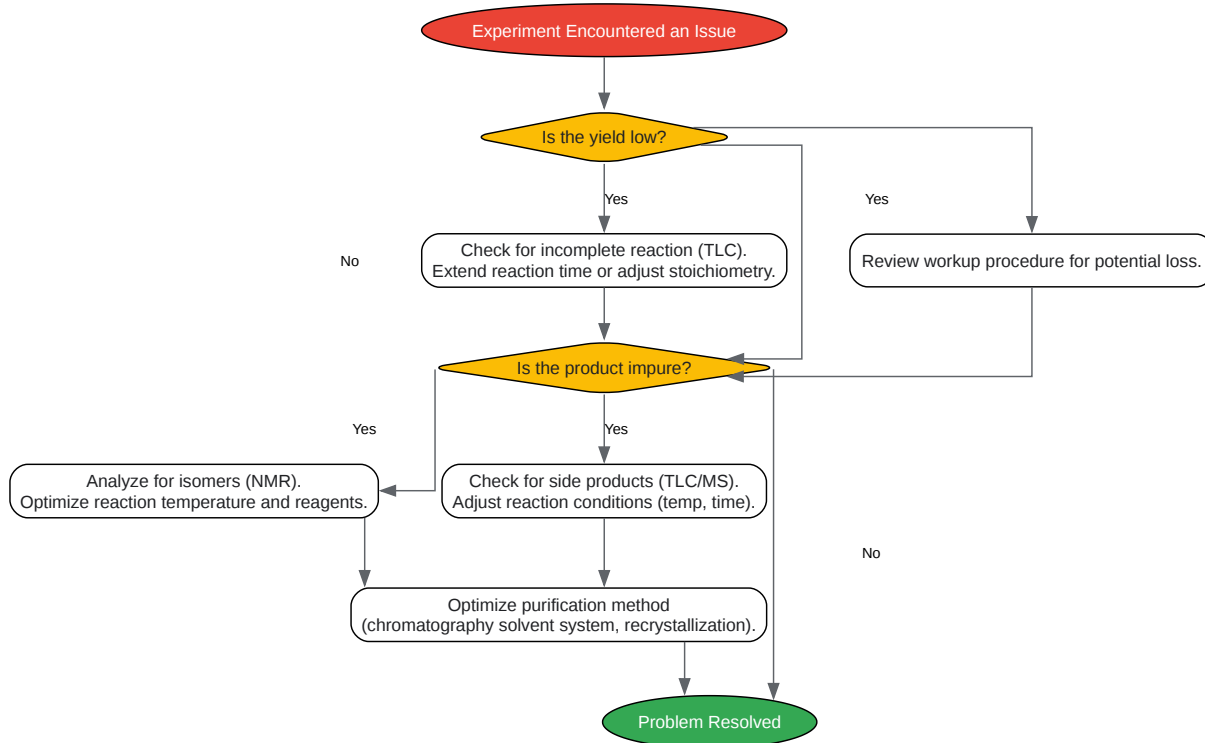 Experiment Encountered an Issue
Is the yield low?
Yes
Yes
Check for incomplete reaction (TLC).
Extend reaction time or adjust stoichiometry.
No
Review workup procedure for potential loss.
Is the product impure?
Yes
Yes
Analyze for isomers (NMR).
Optimize reaction temperature and reagents.
Check for side products (TLC/MS).
Adjust reaction conditions (temp, time).
No
Optimize purification method
(chromatography solvent system, recrystallization).
Problem Resolved